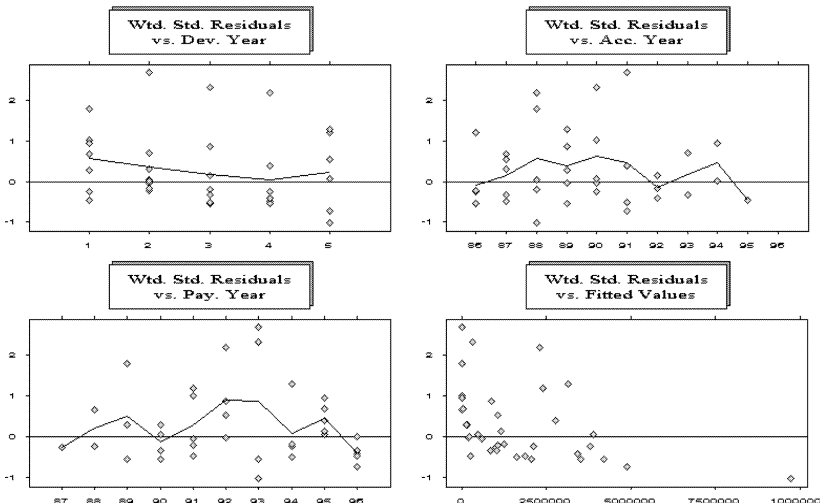 Wtd. Std. Residuals
vs. Dev. Year
Wtd. Std. Residuals
vs. Acc. Year
2
1
0
-1
1 2 3 4 5
2
1
0
-1
86 87 88 89 90 91 92 93 94 95 96
Wtd. Std. Residuals
vs. Pay. Year
Wtd. Std. Residuals
vs. Fitted Values
2
1
0
-1
87 88 89 90 91 92 93 94 95 96
2
1
0
-1
0 2500000 5000000 7500000 1000000